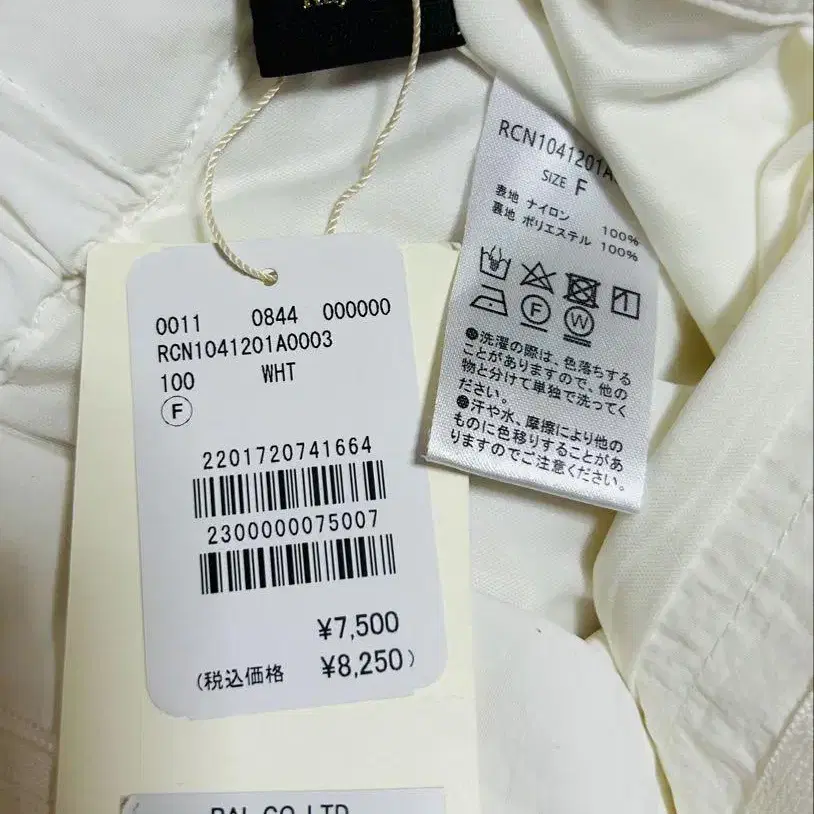 0011 0844 000000
RCN1041201A0003
100 WHT
F
2201720741664
2300000075007
¥7,500
(税込価格 ¥8,250)
PAL CO.,LTD
RCN1041201A
SIZE F
表地 ナイロン 100%
裏地 ポリエステル 100%
F W
●洗濯の際は、色落ちする
ことがありますので、他の
物と分けて単独で洗ってく
ださい。
●汗や水、摩擦により他の
ものに色移りすることがあ
りますのでご注意ください。